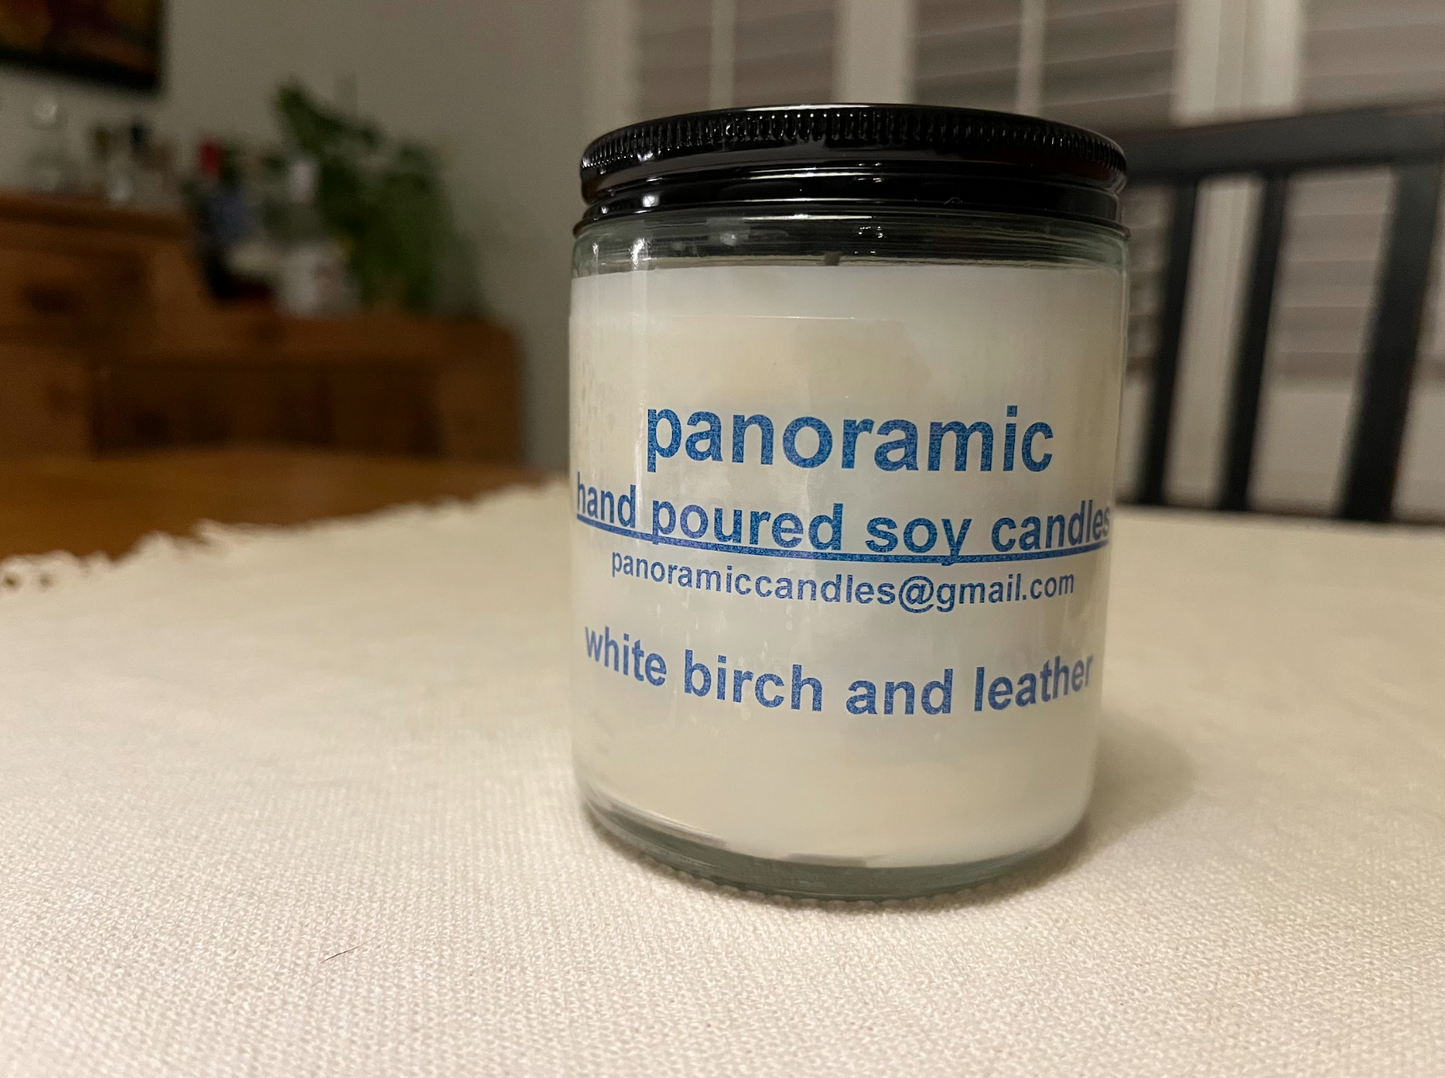 panoramic
hand poured soy candles
panoramiccandles@gmail.com
white birch and leather